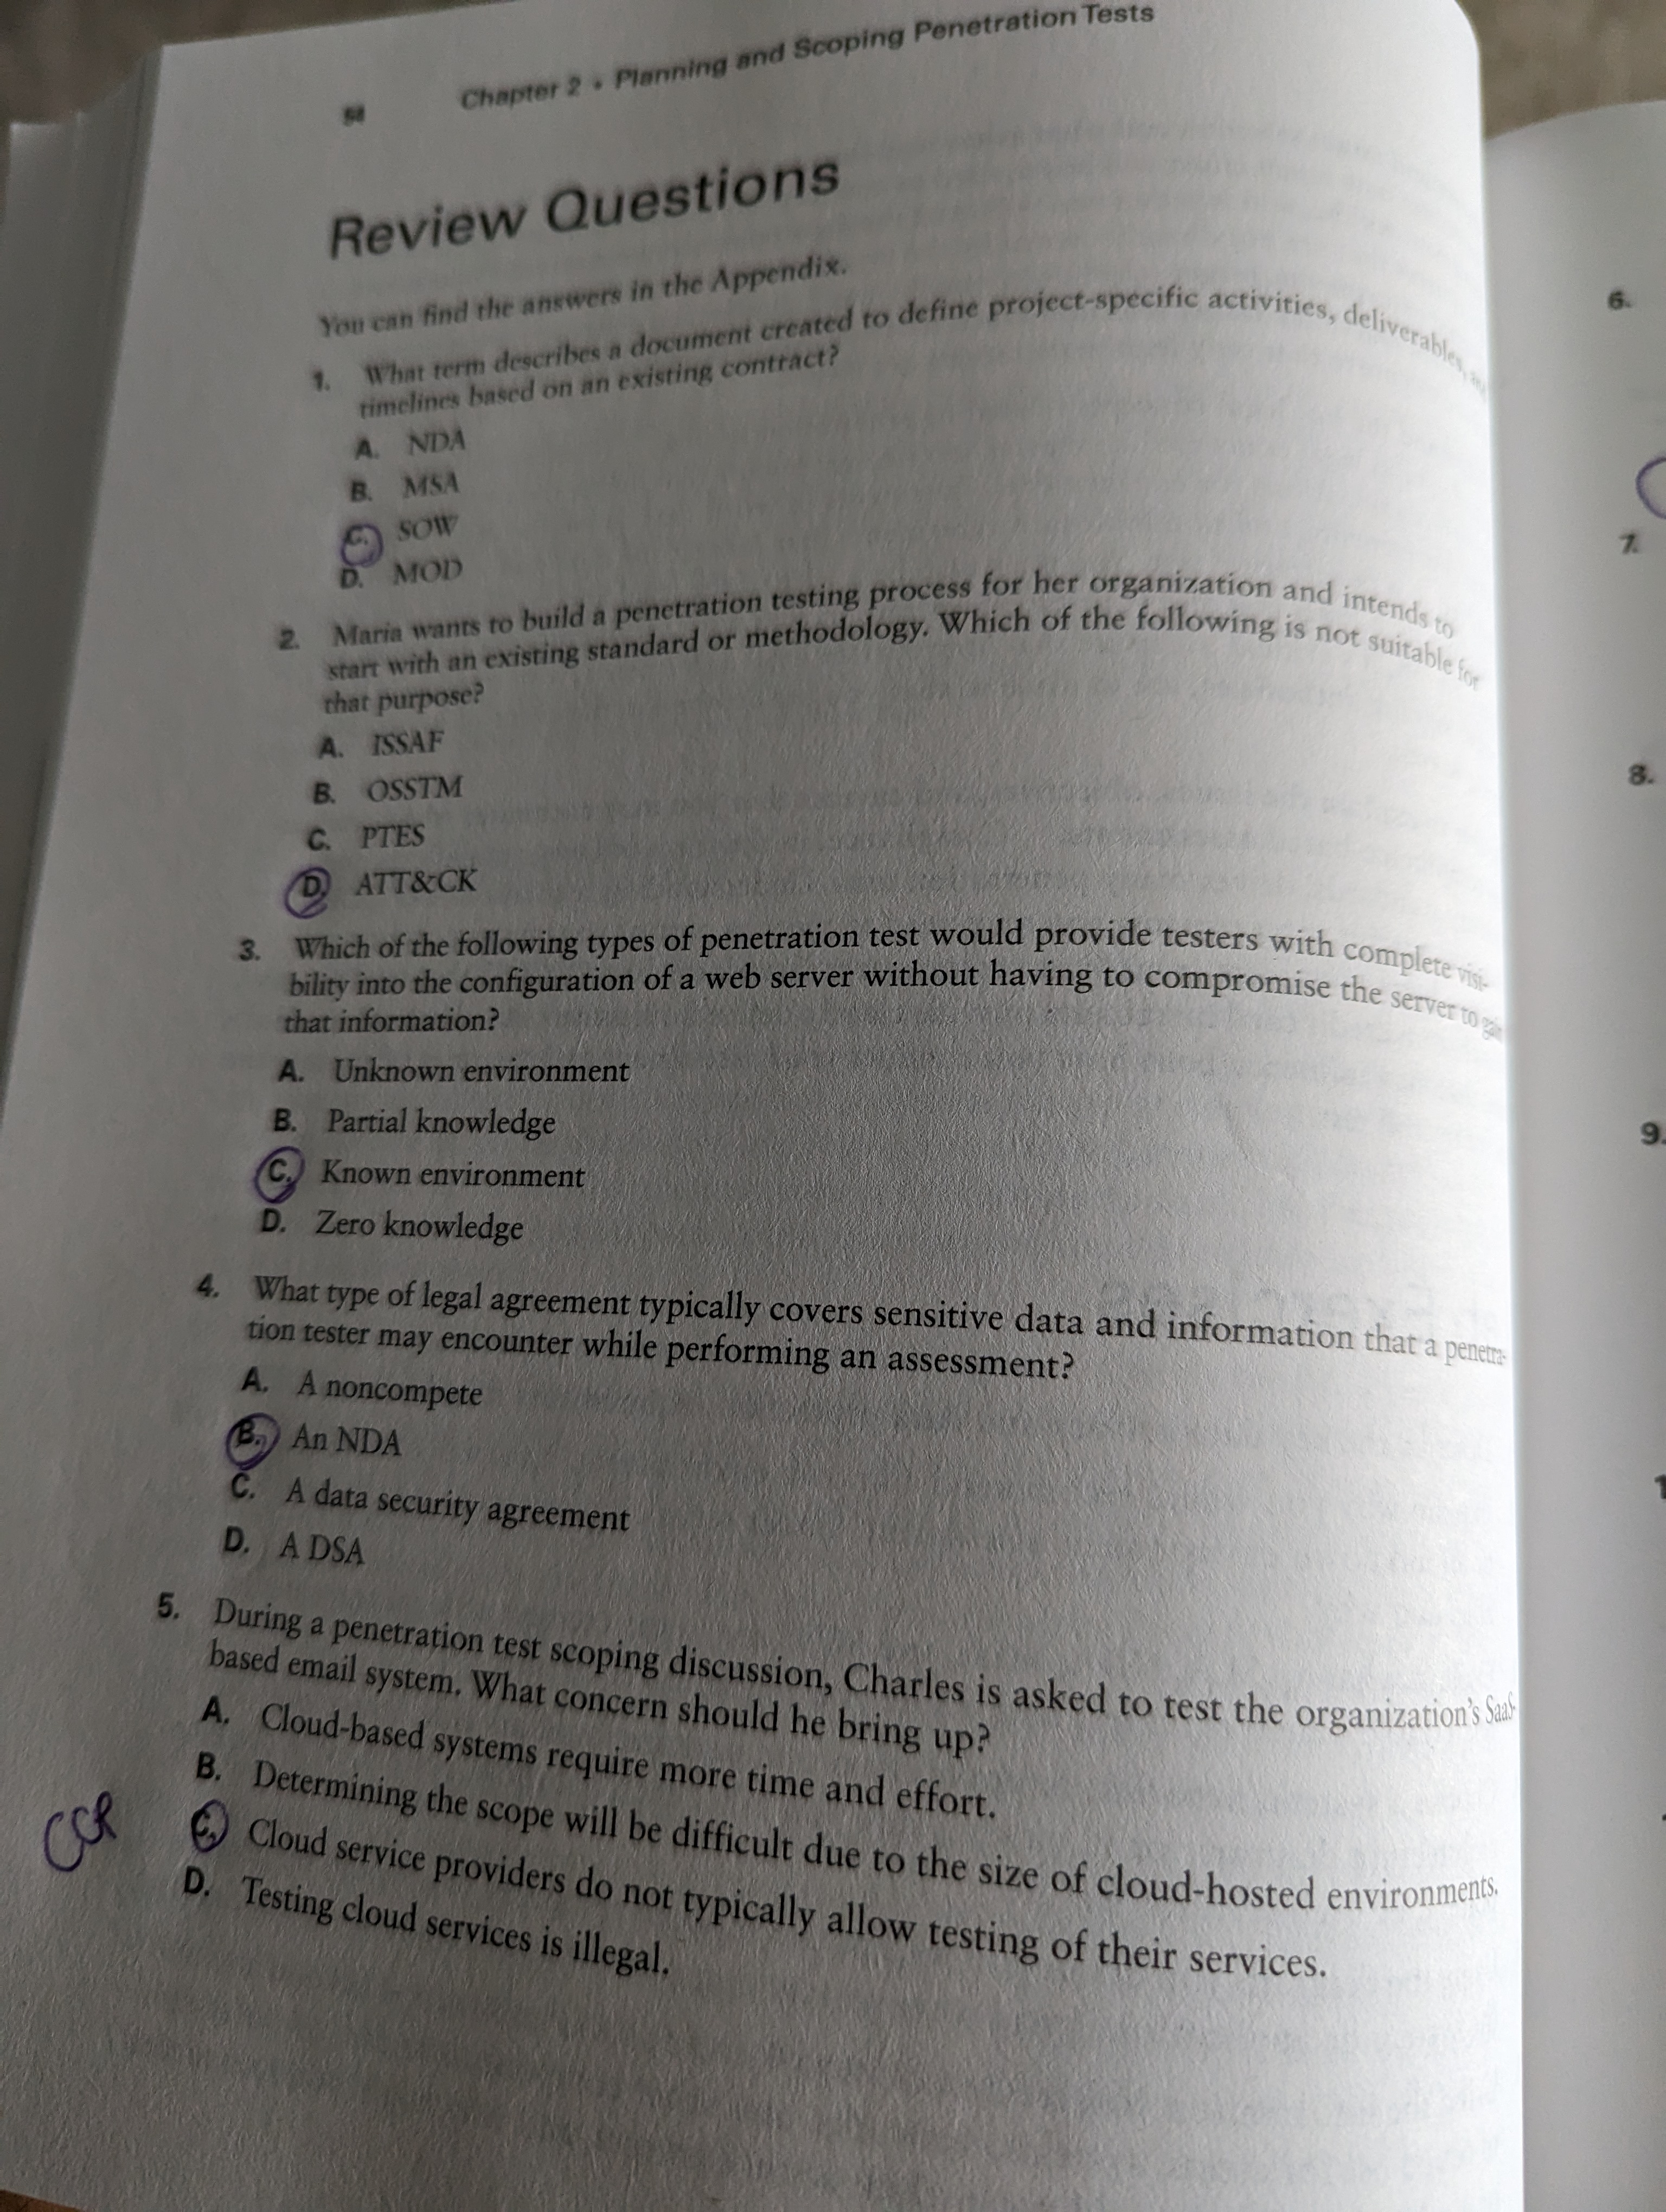 58 Chapter 2 • Planning and Scoping Penetration Tests
Review Questions
You can find the answers in the Appendix.
1. What term describes a document created to define project-specific activities, deliverables,
timelines based on an existing contract?
A. NDA
B. MSA
C. SOW
D. MOD
2. Maria wants to build a penetration testing process for her organization and intends to
start with an existing standard or methodology. Which of the following is not suitable for
that purpose?
A. ISSAF
B. OSSTM
C. PTES
D. ATT&CK
3. Which of the following types of penetration test would provide testers with complete visi-
bility into the configuration of a web server without having to compromise the server to gain
that information?
A. Unknown environment
B. Partial knowledge
C. Known environment
D. Zero knowledge
4. What type of legal agreement typically covers sensitive data and information that a penetra-
tion tester may encounter while performing an assessment?
A. A noncompete
B. An NDA
C. A data security agreement
D. A DSA
5. During a penetration test scoping discussion, Charles is asked to test the organization's SaaS-
based email system. What concern should he bring up?
A. Cloud-based systems require more time and effort.
B. Determining the scope will be difficult due to the size of cloud-hosted environments.
C. Cloud service providers do not typically allow testing of their services.
D. Testing cloud services is illegal.
6.
7.
8.
9.